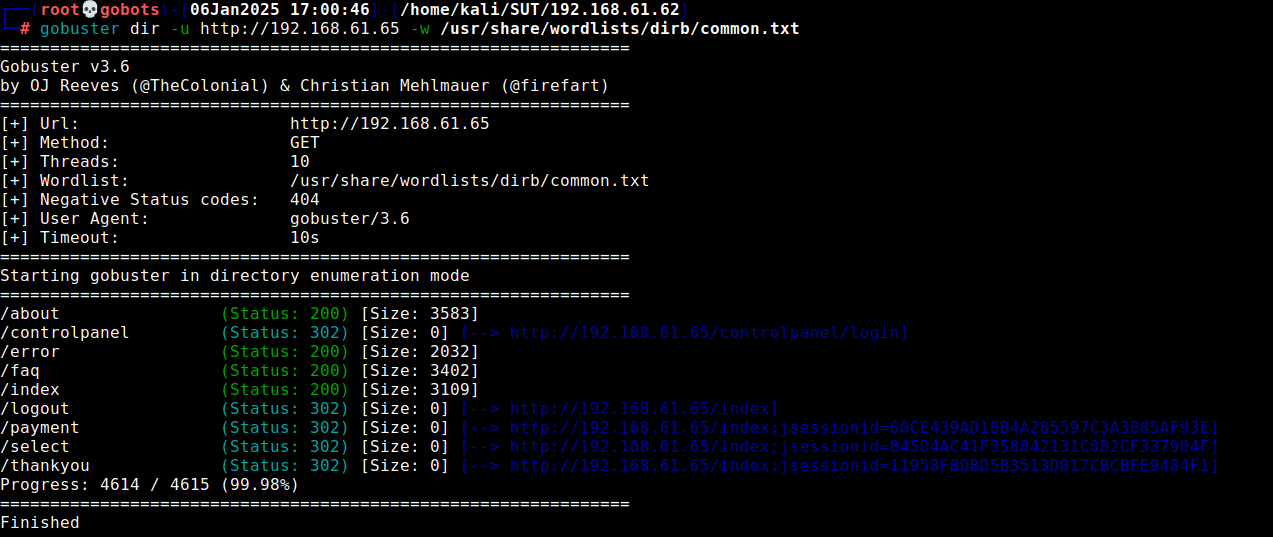 ┌──(root💀gobots)-[06Jan2025 17:00:46]-[/home/kali/SUT/192.168.61.62]
└─# gobuster dir -u http://192.168.61.65 -w /usr/share/wordlists/dirb/common.txt
===============================================================
Gobuster v3.6
by OJ Reeves (@TheColonial) & Christian Mehlmauer (@firefart)
===============================================================
[+] Url:                     http://192.168.61.65
[+] Method:                  GET
[+] Threads:                 10
[+] Wordlist:                /usr/share/wordlists/dirb/common.txt
[+] Negative Status codes:   404
[+] User Agent:              gobuster/3.6
[+] Timeout:                 10s
===============================================================
Starting gobuster in directory enumeration mode
===============================================================
/about                (Status: 200) [Size: 3583]
/controlpanel         (Status: 302) [Size: 0] [--> http://192.168.61.65/controlpanel/login]
/error                (Status: 200) [Size: 2032]
/faq                  (Status: 200) [Size: 3402]
/index                (Status: 200) [Size: 3109]
/logout               (Status: 302) [Size: 0] [--> http://192.168.61.65/index]
/payment              (Status: 302) [Size: 0] [--> http://192.168.61.65/index;jsessionid=60CE439AD18B4A285597C3A3885AF93E]
/select               (Status: 302) [Size: 0] [--> http://192.168.61.65/index;jsessionid=845D4AC41F358842131C0B2CF337904F]
/thankyou             (Status: 302) [Size: 0] [--> http://192.168.61.65/index;jsessionid=11958FBDBD5B3513D017CBCBFE9484F1]
Progress: 4614 / 4615 (99.98%)
===============================================================
Finished